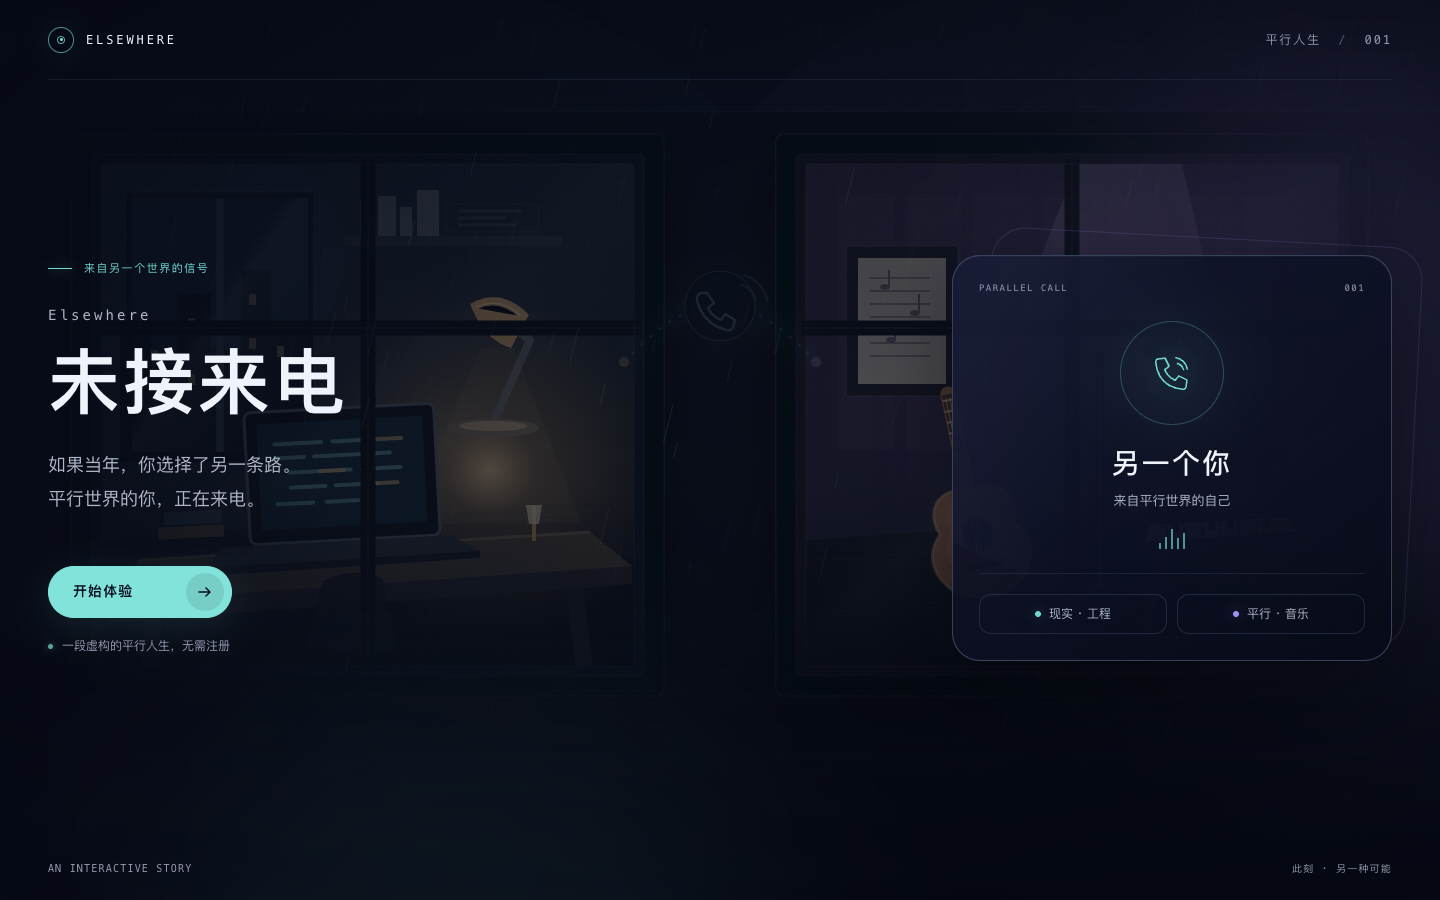 ELSEWHERE
平行人生 / 001
来自另一个世界的信号
Elsewhere
未接来电
如果当年，你选择了另一条路。
平行世界的你，正在来电。
开始体验
一段虚构的平行人生，无需注册
PARALLEL CALL 001
另一个你
来自平行世界的自己
现实 · 工程
平行 · 音乐
AN INTERACTIVE STORY
此刻 · 另一种可能